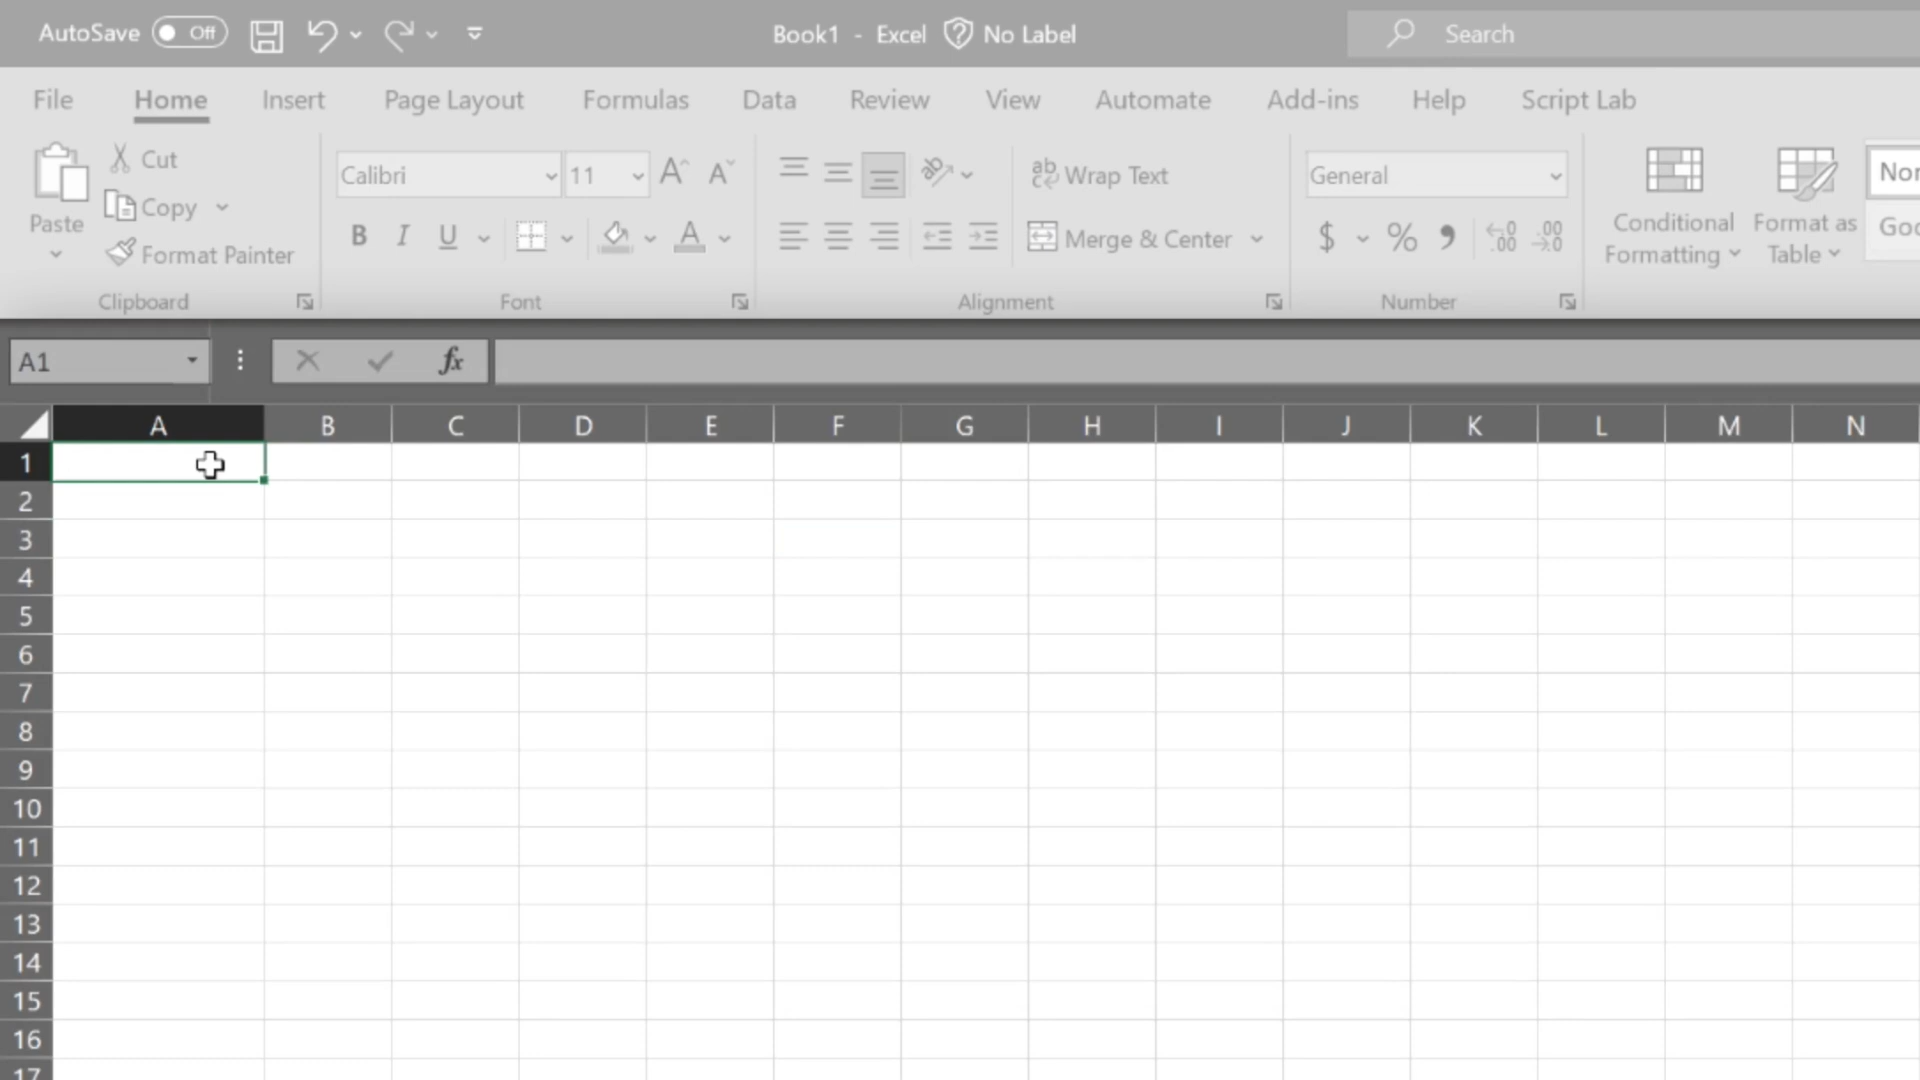 AutoSave Off Book1 - Excel No Label Search
File Home Insert Page Layout Formulas Data Review View Automate Add-ins Help Script Lab
Paste
Cut
Copy
Format Painter
Clipboard
Calibri 11
B I U
Font
Wrap Text
Merge & Center
Alignment
General
$ % 9
Number
Conditional
Formatting
Format as
Table
A1 fx
A B C D E F G H I J K L M N
1
2
3
4
5
6
7
8
9
10
11
12
13
14
15
16
17